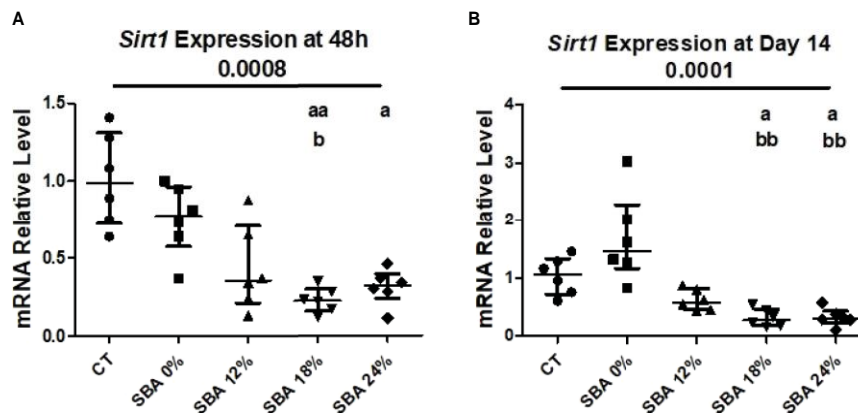 A
Sirt1 Expression at 48h
0.0008
mRNA Relative Level
1.5
1.0
0.5
0.0
aa
b
a
CT
SBA 0%
SBA 12%
SBA 18%
SBA 24%
B
Sirt1 Expression at Day 14
0.0001
mRNA Relative Level
4
3
2
1
0
a
bb
a
bb
CT
SBA 0%
SBA 12%
SBA 18%
SBA 24%